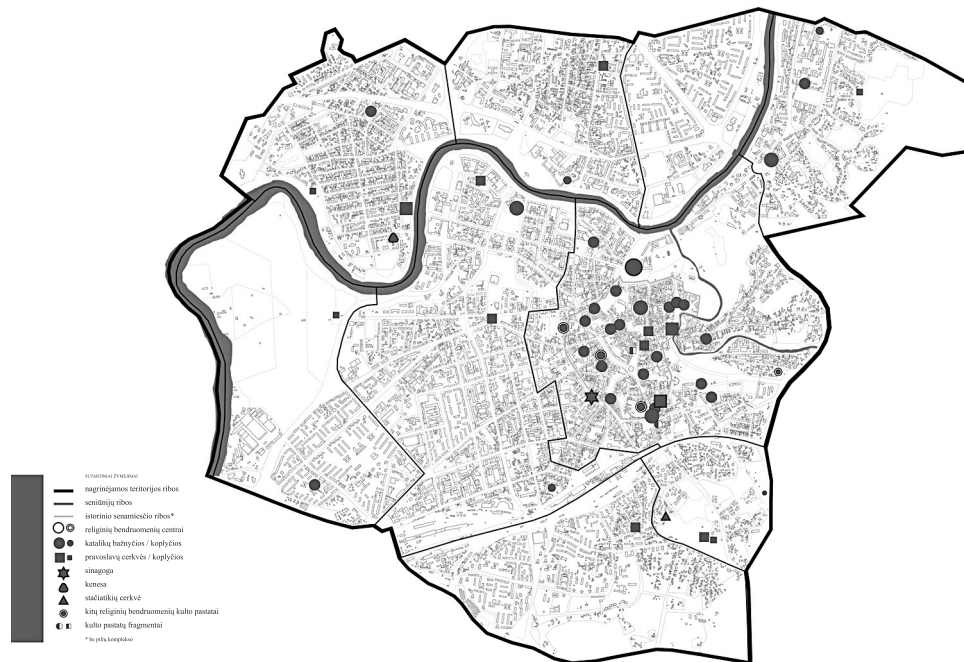 SUTARTINIAI ŽYMĖJIMAI
nagrinėjamos teritorijos ribos
seniūnijų ribos
istorinio senamiesčio ribos*
religinių bendruomenių centrai
katalikų bažnyčios / koplyčios
pravoslavų cerkvės / koplyčios
sinagoga
kenesa
stačiatikių cerkvė
kitų religinių bendruomenių kulto pastatai
kulto pastatų fragmentai
* be pilių komplekso